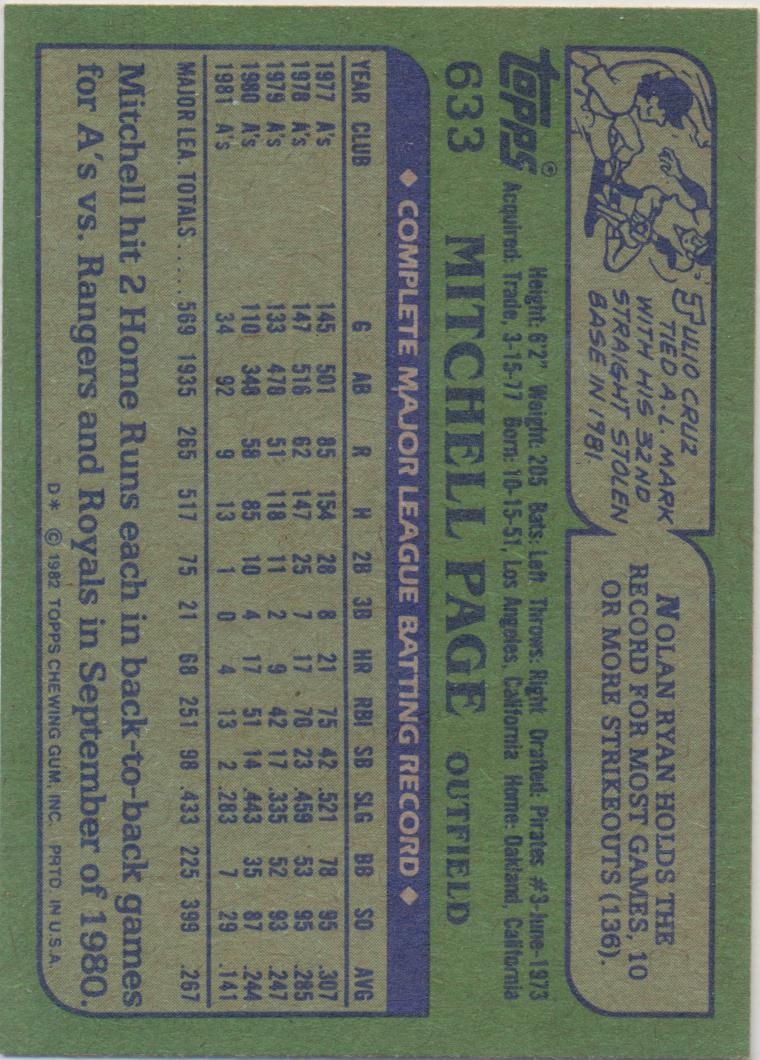 JULIO CRUZ
TIED A.L. MARK
WITH HIS 32ND
STRAIGHT STOLEN
BASE IN 1981.
NOLAN RYAN HOLDS THE
RECORD FOR MOST GAMES, 10
OR MORE STRIKEOUTS (136).
topps®
Height: 6'2" Weight: 205 Bats: Left Throws: Right Drafted: Pirates #3-June-1973
Acquired: Trade, 3-15-77 Born: 10-15-51, Los Angeles, California Home: Oakland, California
633 MITCHELL PAGE OUTFIELD
◆ COMPLETE MAJOR LEAGUE BATTING RECORD ◆
YEAR CLUB G AB R H 2B 3B HR RBI SB SLG BB SO AVG
1977 A's 145 501 85 154 28 8 21 75 42 .521 78 95 .307
1978 A's 147 516 62 147 25 7 17 70 23 .459 53 95 .285
1979 A's 133 478 51 118 11 2 9 42 17 .335 52 93 .247
1980 A's 110 348 58 85 10 4 17 51 14 .443 35 87 .244
1981 A's 34 92 9 13 1 0 4 13 2 .283 7 29 .141
MAJOR LEA. TOTALS ..... 569 1935 265 517 75 21 68 251 98 .433 225 399 .267
Mitchell hit 2 Home Runs each in back-to-back games
for A's vs. Rangers and Royals in September of 1980.
D* © 1982 TOPPS CHEWING GUM, INC. PRTD. IN U.S.A.